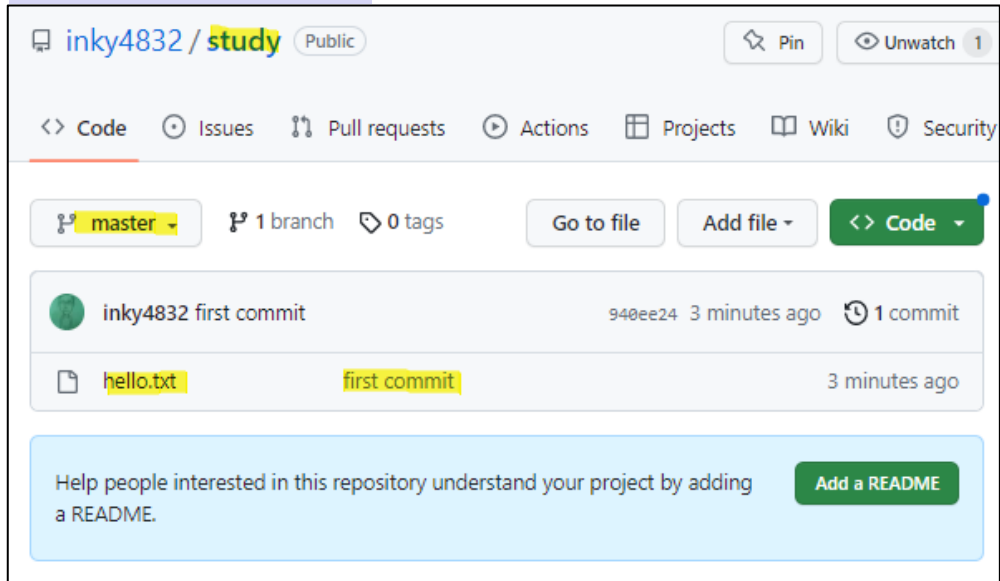 inky4832 / study Public Pin Unwatch 1
Code Issues Pull requests Actions Projects Wiki Security
master 1 branch 0 tags Go to file Add file Code
inky4832 first commit 940ee24 3 minutes ago 1 commit
hello.txt first commit 3 minutes ago
Help people interested in this repository understand your project by adding
a README.
Add a README